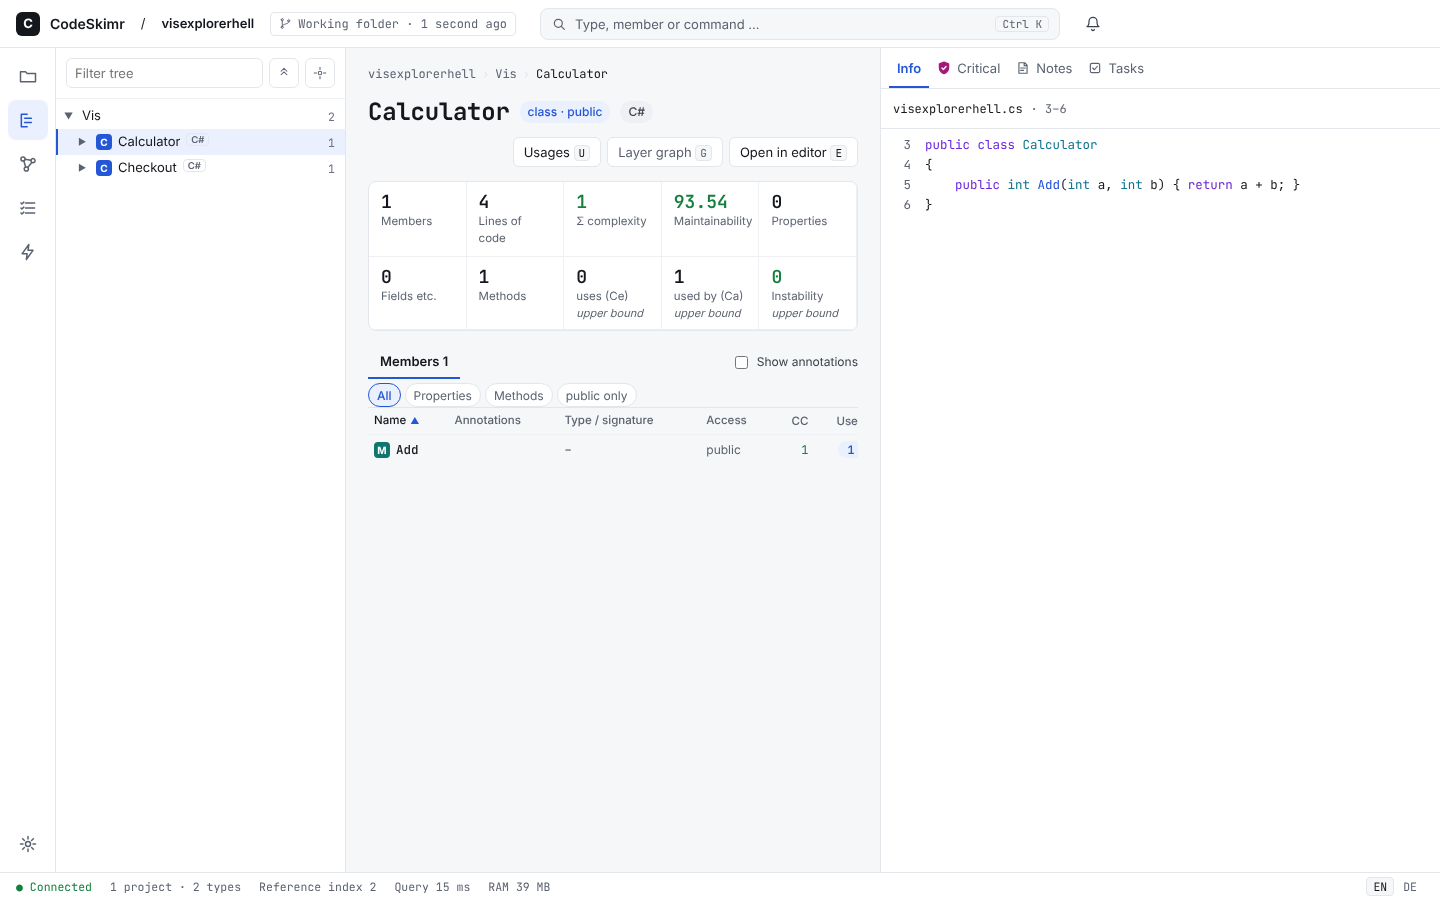 C CodeSkimr / visexplorerhell Working folder · 1 second ago Type, member or command ... Ctrl K
Filter tree
Vis 2
C Calculator C# 1
C Checkout C# 1
visexplorerhell › Vis › Calculator
Calculator class · public C#
Usages U Layer graph G Open in editor E
1 Members
4 Lines of code
1 Σ complexity
93.54 Maintainability
0 Properties
0 Fields etc.
1 Methods
0 uses (Ce) upper bound
1 used by (Ca) upper bound
0 Instability upper bound
Members 1 Show annotations
All Properties Methods public only
Name ▲ Annotations Type / signature Access CC Use
M Add – public 1 1
Info Critical Notes Tasks
visexplorerhell.cs · 3–6
3 public class Calculator
4 {
5 public int Add(int a, int b) { return a + b; }
6 }
● Connected 1 project · 2 types Reference index 2 Query 15 ms RAM 39 MB EN DE